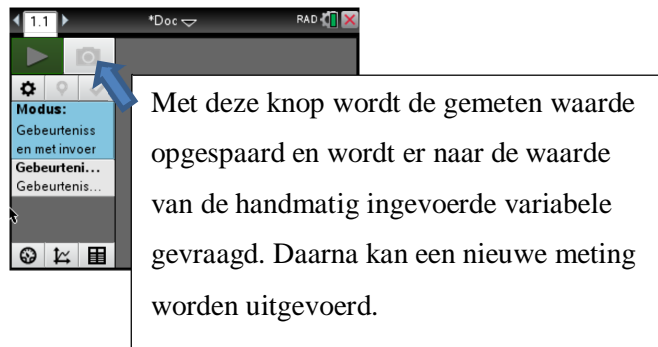 1.1 *Doc RAD
Modus:
Gebeurteniss
en met invoer
Gebeurteni...
Gebeurtenis...
Met deze knop wordt de gemeten waarde
opgespaard en wordt er naar de waarde
van de handmatig ingevoerde variabele
gevraagd. Daarna kan een nieuwe meting
worden uitgevoerd.